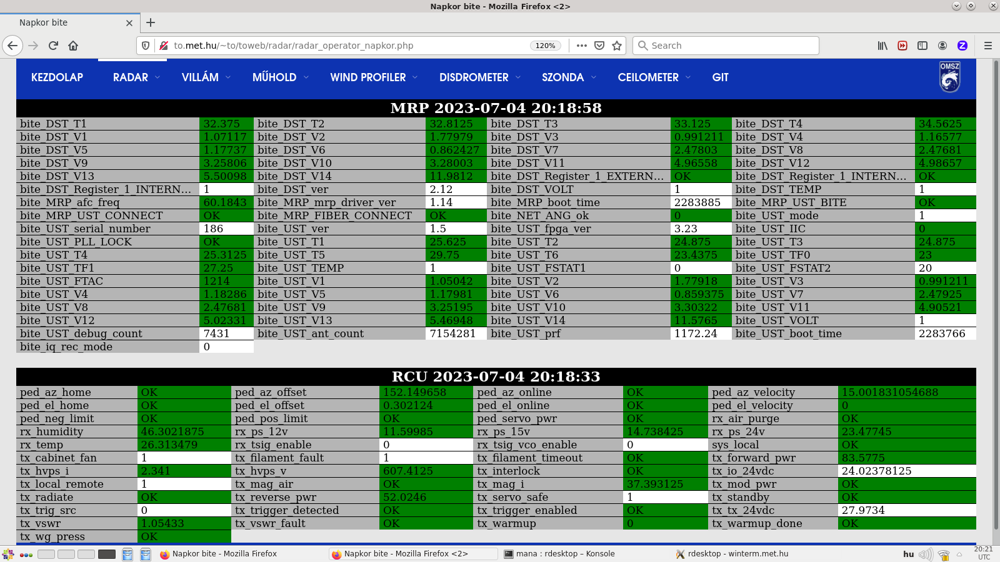 Napkor bite - Mozilla Firefox <2>
Napkor bite
to.met.hu/~to/toweb/radar/radar_operator_napkor.php 120% Search
KEZDOLAP RADAR VILLÁM MŰHOLD WIND PROFILER DISDROMETER SZONDA CEILOMETER GIT OMSZ
MRP 2023-07-04 20:18:58
bite_DST_T1 32.375 bite_DST_T2 32.8125 bite_DST_T3 33.125 bite_DST_T4 34.5625
bite_DST_V1 1.07117 bite_DST_V2 1.77979 bite_DST_V3 0.991211 bite_DST_V4 1.16577
bite_DST_V5 1.17737 bite_DST_V6 0.862427 bite_DST_V7 2.47803 bite_DST_V8 2.47681
bite_DST_V9 3.25806 bite_DST_V10 3.28003 bite_DST_V11 4.96558 bite_DST_V12 4.98657
bite_DST_V13 5.50098 bite_DST_V14 11.9812 bite_DST_Register_1_EXTERN... OK bite_DST_Register_1_INTERN... OK
bite_DST_Register_1_INTERN... 1 bite_DST_ver 2.12 bite_DST_VOLT 1 bite_DST_TEMP 1
bite_MRP_afc_freq 60.1843 bite_MRP_mrp_driver_ver 1.14 bite_MRP_boot_time 2283885 bite_MRP_UST_BITE OK
bite_MRP_UST_CONNECT OK bite_MRP_FIBER_CONNECT OK bite_NET_ANG_ok 0 bite_UST_mode 1
bite_UST_serial_number 186 bite_UST_ver 1.5 bite_UST_fpga_ver 3.23 bite_UST_IIC 0
bite_UST_PLL_LOCK OK bite_UST_T1 25.625 bite_UST_T2 24.875 bite_UST_T3 24.875
bite_UST_T4 25.3125 bite_UST_T5 29.75 bite_UST_T6 23.4375 bite_UST_TF0 23
bite_UST_TF1 27.25 bite_UST_TEMP 1 bite_UST_FSTAT1 0 bite_UST_FSTAT2 20
bite_UST_FTAC 1214 bite_UST_V1 1.05042 bite_UST_V2 1.77918 bite_UST_V3 0.991211
bite_UST_V4 1.18286 bite_UST_V5 1.17981 bite_UST_V6 0.859375 bite_UST_V7 2.47925
bite_UST_V8 2.47681 bite_UST_V9 3.25195 bite_UST_V10 3.30322 bite_UST_V11 4.90521
bite_UST_V12 5.02331 bite_UST_V13 5.46948 bite_UST_V14 11.5765 bite_UST_VOLT 1
bite_UST_debug_count 7431 bite_UST_ant_count 7154281 bite_UST_prf 1172.24 bite_UST_boot_time 2283766
bite_iq_rec_mode 0
RCU 2023-07-04 20:18:33
ped_az_home OK ped_az_offset 152.149658 ped_az_online OK ped_az_velocity 15.001831054688
ped_el_home OK ped_el_offset 0.302124 ped_el_online OK ped_el_velocity 0
ped_neg_limit OK ped_pos_limit OK ped_servo_pwr OK rx_air_purge OK
rx_humidity 46.3021875 rx_ps_12v 11.59985 rx_ps_15v 14.738425 rx_ps_24v 23.47745
rx_temp 26.313479 rx_tsig_enable 0 rx_tsig_vco_enable 0 sys_local OK
tx_cabinet_fan 1 tx_filament_fault 1 tx_filament_timeout OK tx_forward_pwr 83.5775
tx_hvps_i 2.341 tx_hvps_v 607.4125 tx_interlock OK tx_io_24vdc 24.02378125
tx_local_remote 1 tx_mag_air OK tx_mag_i 37.393125 tx_mod_pwr OK
tx_radiate OK tx_reverse_pwr 52.0246 tx_servo_safe 1 tx_standby OK
tx_trig_src 0 tx_trigger_detected OK tx_trigger_enabled OK tx_tx_24vdc 27.9734
tx_vswr 1.05433 tx_vswr_fault OK tx_warmup 0 tx_warmup_done OK
tx_wg_press OK
Napkor bite - Mozilla Firefox Napkor bite - Mozilla Firefox <2> mana : rdesktop – Konsole rdesktop - winterm.met.hu hu 20:21
UTC